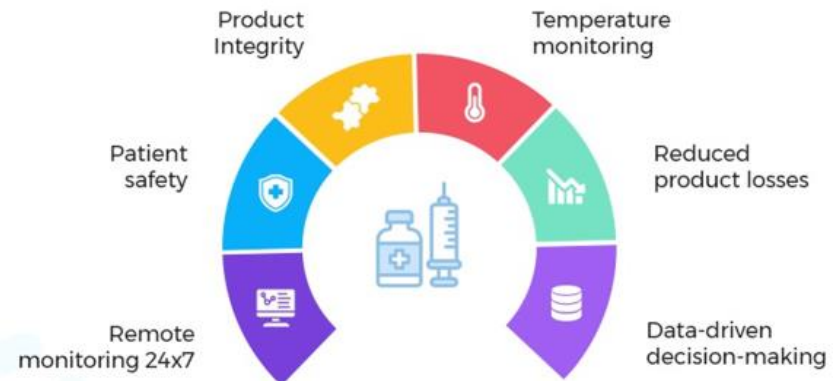 Product
Integrity
Temperature
monitoring
Patient
safety
Reduced
product losses
Remote
monitoring 24x7
Data-driven
decision-making